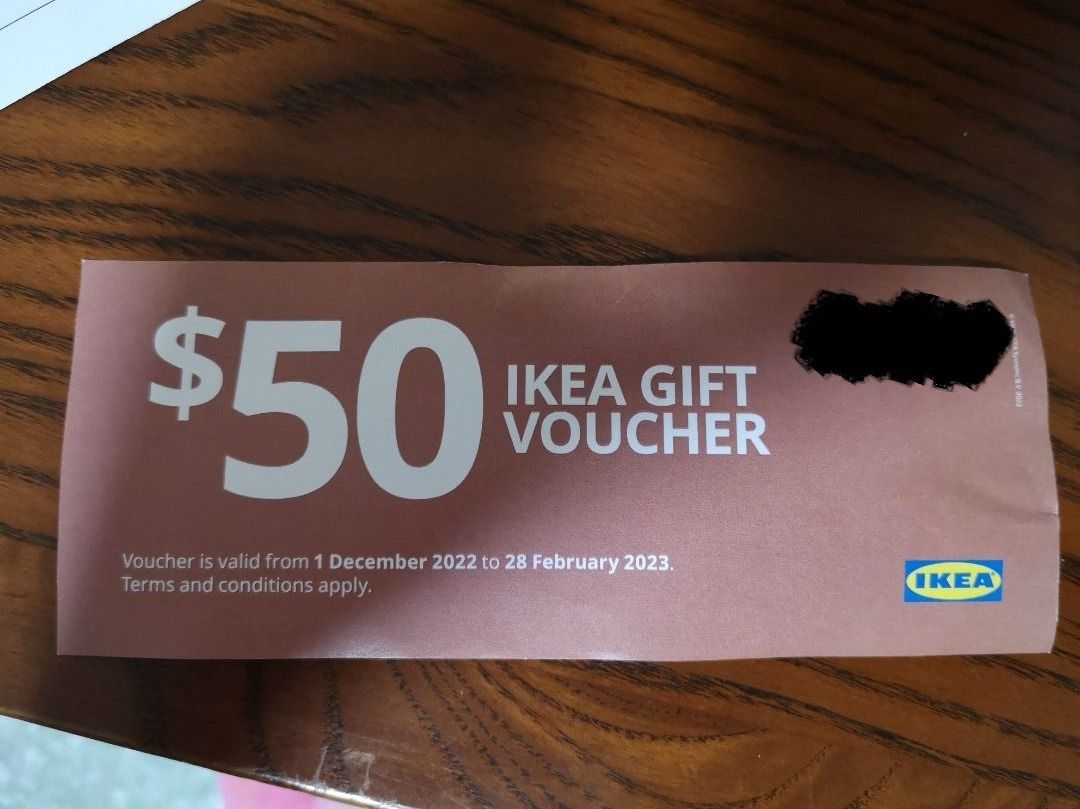 $50
IKEA GIFT
VOUCHER
Voucher is valid from 1 December 2022 to 28 February 2023.
Terms and conditions apply.
IKEA